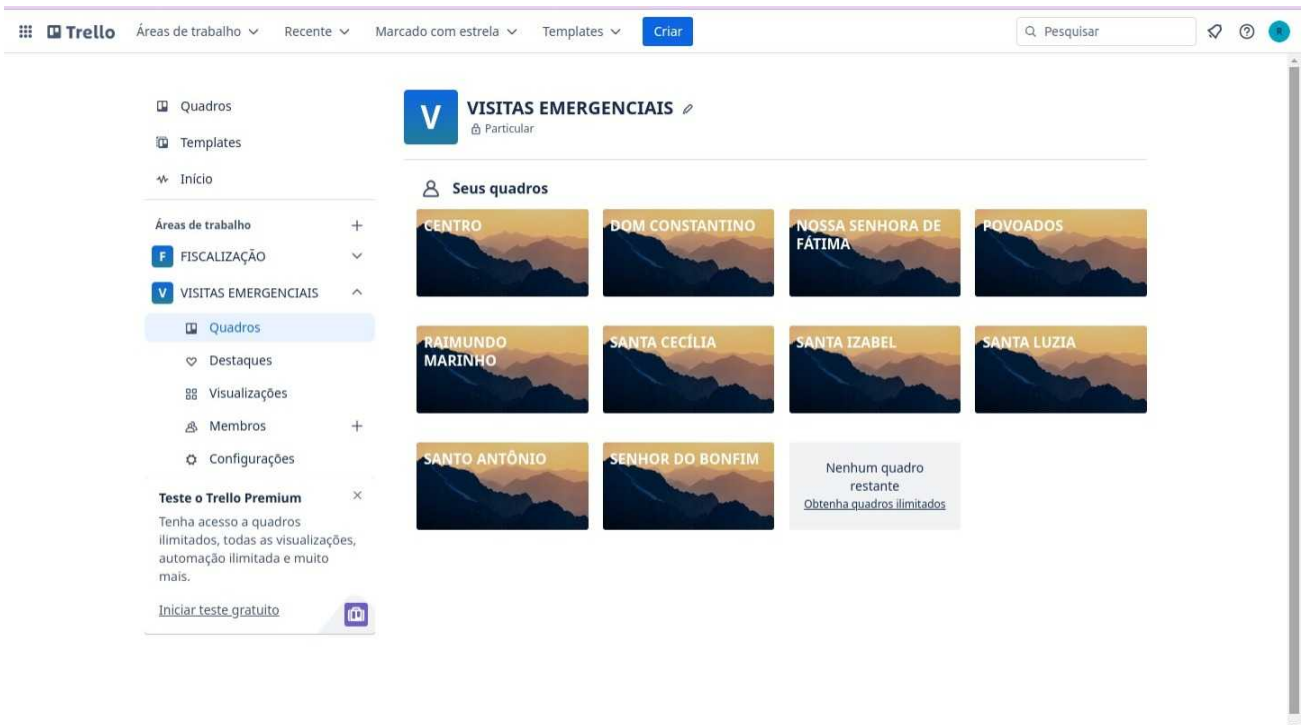 Trello Áreas de trabalho Recente Marcado com estrela Templates Criar Pesquisar R
Quadros
Templates
Início
Áreas de trabalho
F FISCALIZAÇÃO
V VISITAS EMERGENCIAIS
Quadros
Destaques
Visualizações
Membros
Configurações
Teste o Trello Premium
Tenha acesso a quadros
ilimitados, todas as visualizações,
automação ilimitada e muito
mais.
Iniciar teste gratuito
V VISITAS EMERGENCIAIS
Particular
Seus quadros
CENTRO
DOM CONSTANTINO
NOSSA SENHORA DE
FÁTIMA
POVOADOS
RAIMUNDO
MARINHO
SANTA CECÍLIA
SANTA IZABEL
SANTA LUZIA
SANTO ANTÔNIO
SENHOR DO BONFIM
Nenhum quadro
restante
Obtenha quadros ilimitados